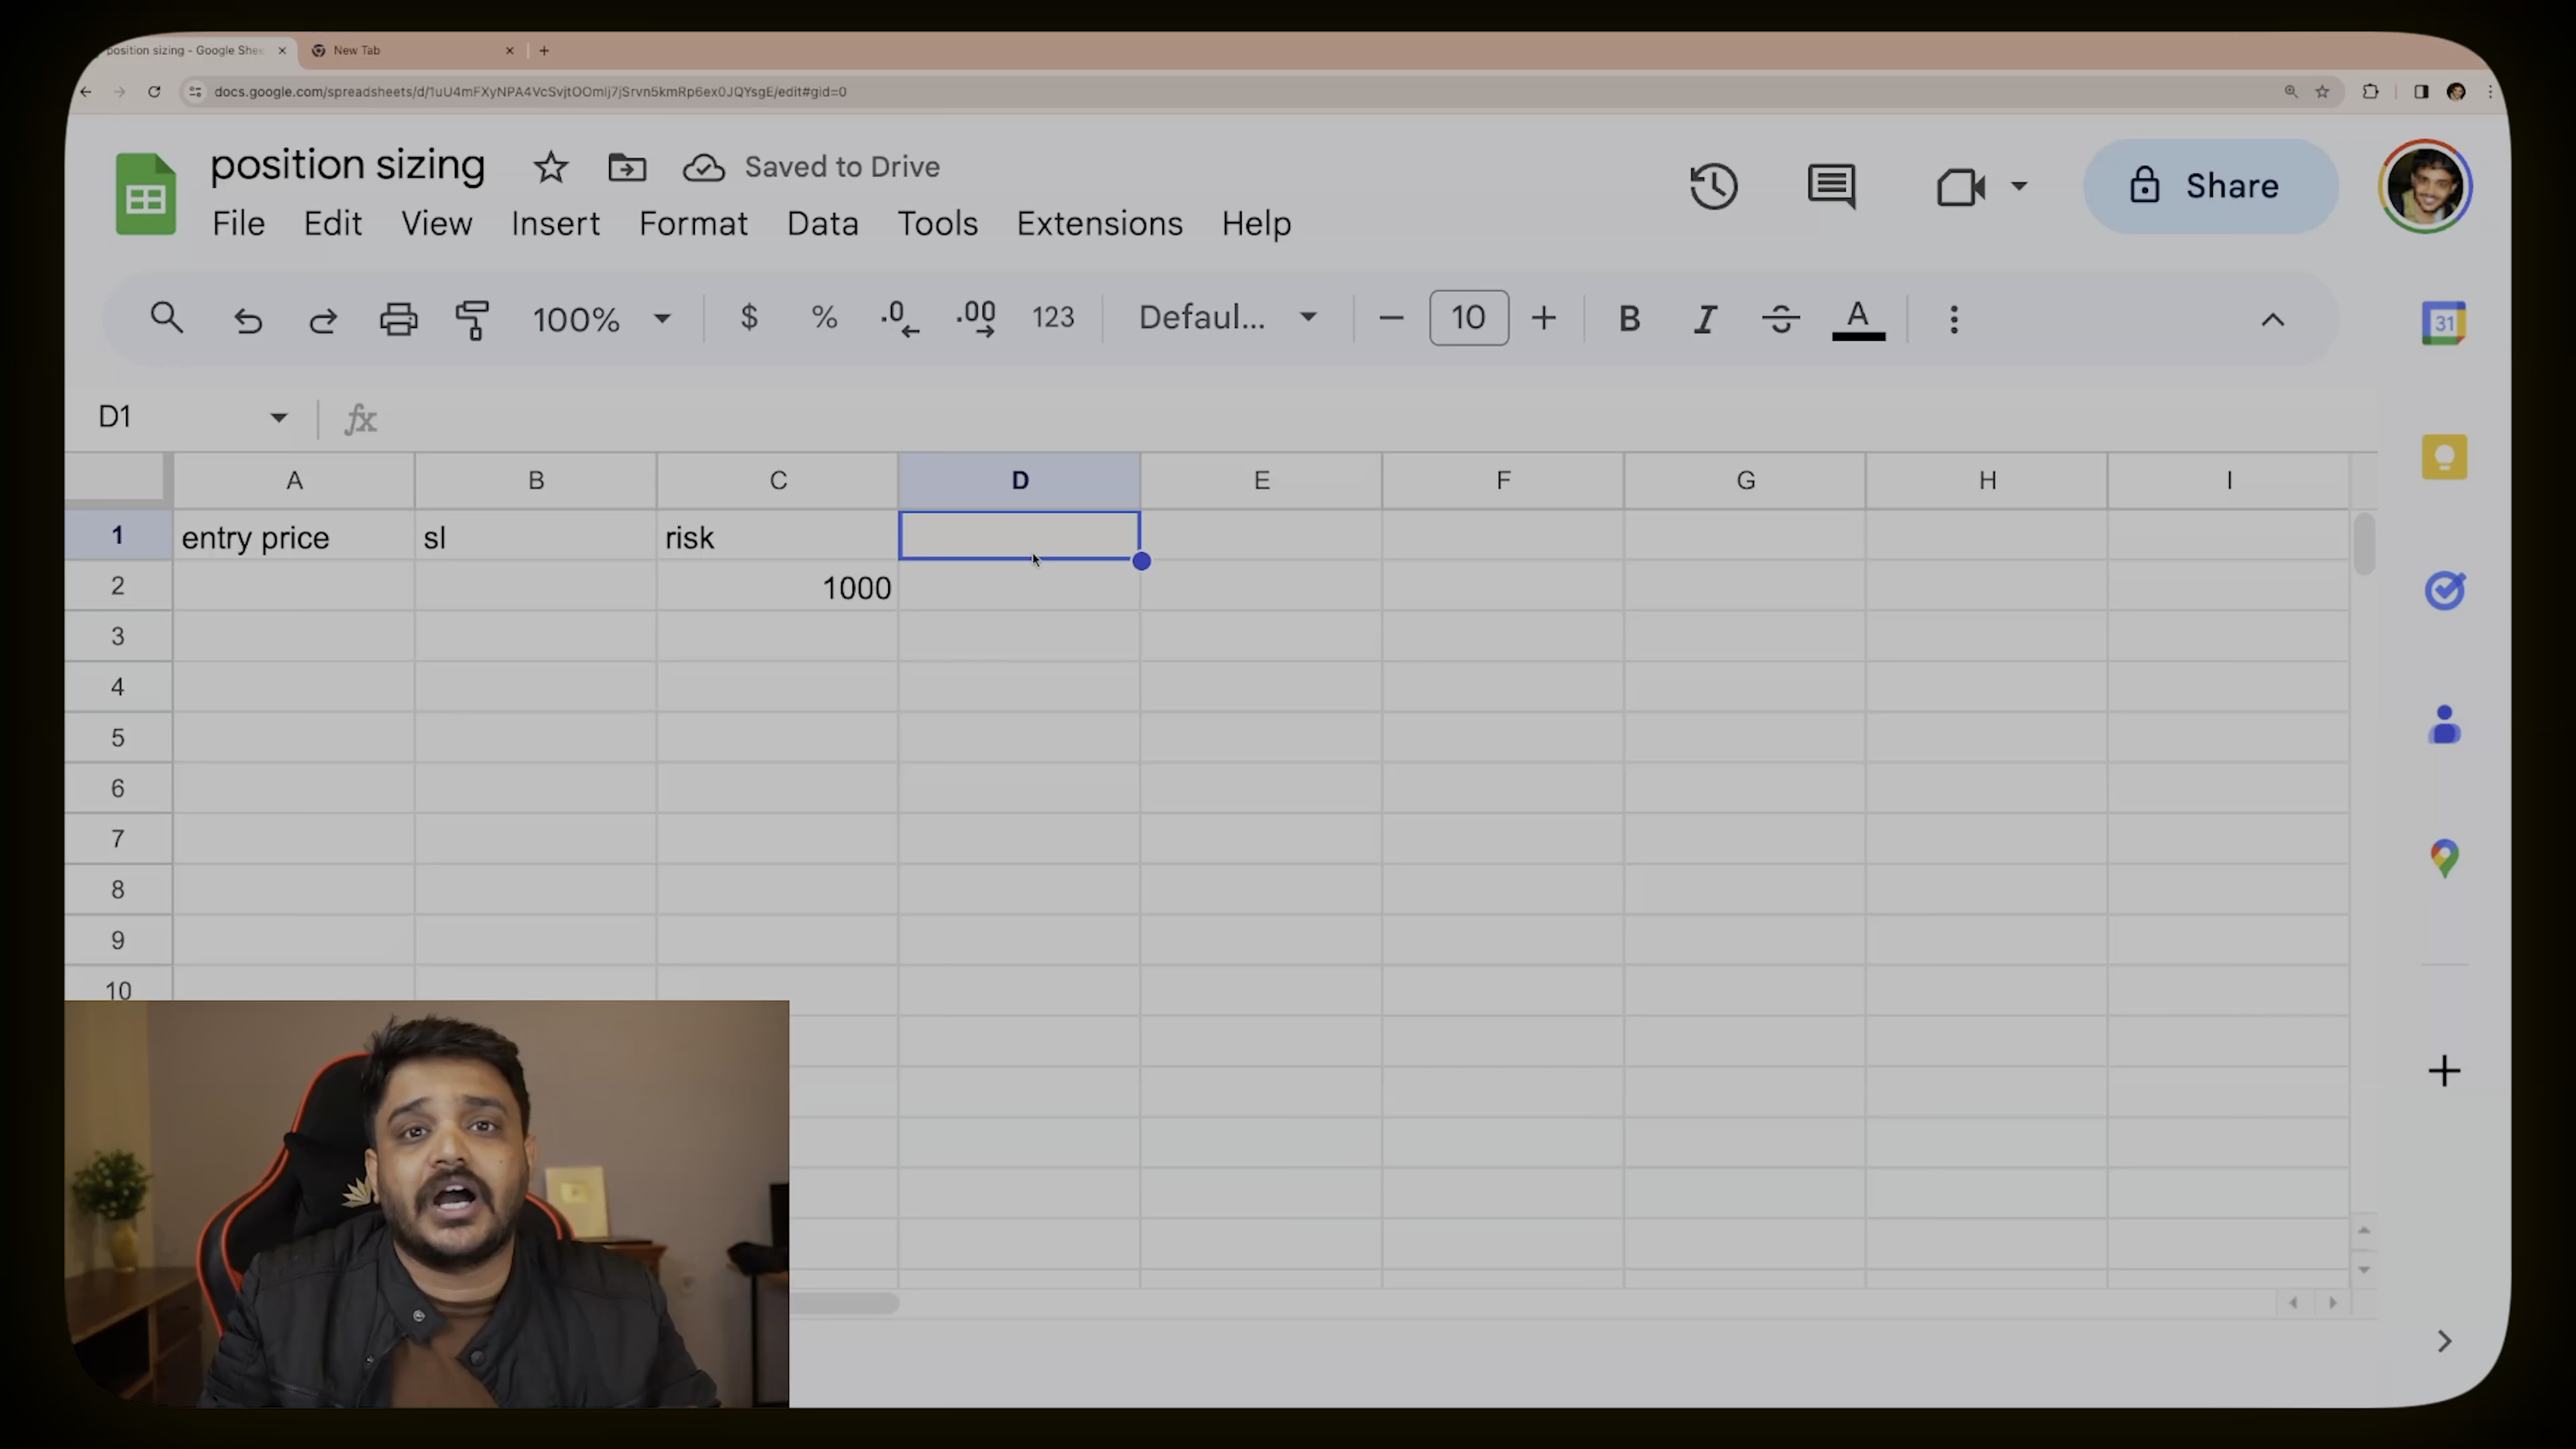 position sizing - Google Shee
New Tab
docs.google.com/spreadsheets/d/1uU4mFXyNPA4VcSvjtOOmIj7jSrvn5kmRp6ex0JQYsgE/edit#gid=0
position sizing
Saved to Drive
Share
File Edit View Insert Format Data Tools Extensions Help
100% $ % .0 .00 123 Defaul... 10 B I A
31
D1 fx
A B C D E F G H I
1 entry price sl risk
2 1000
3
4
5
6
7
8
9
10